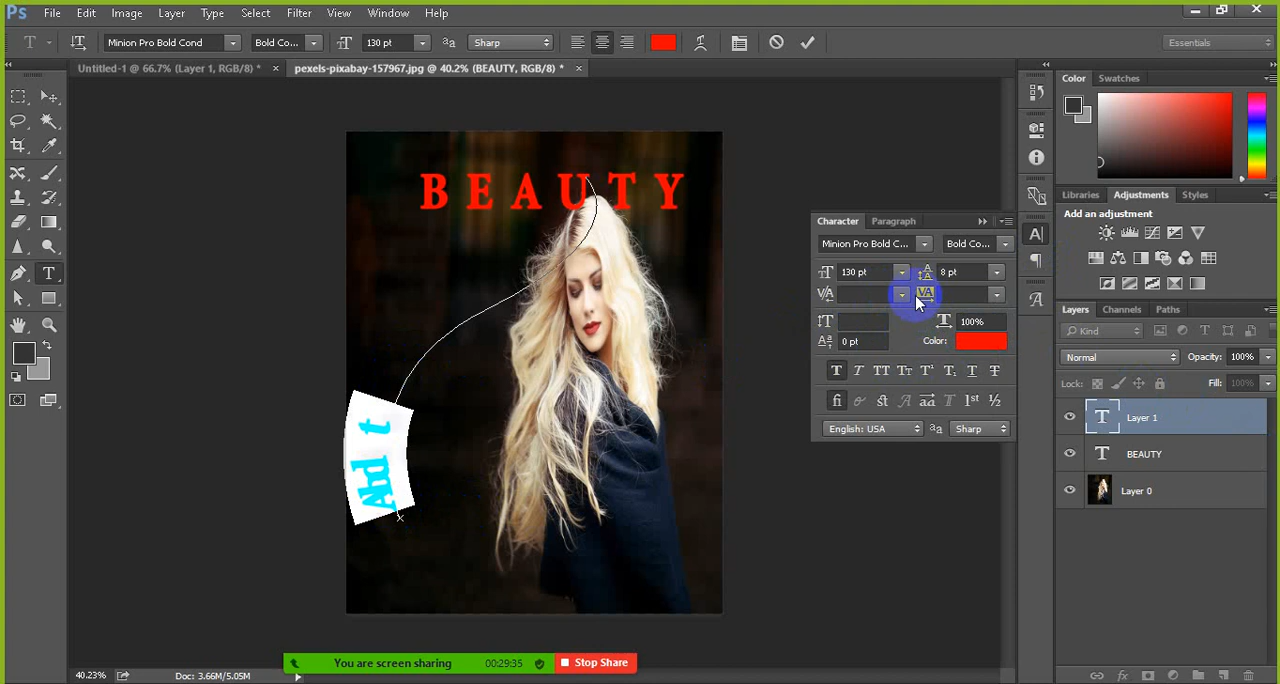 Ps File Edit Image Layer Type Select Filter View Window Help
T Minion Pro Bold Cond Bold Co... 130 pt Sharp Essentials
Untitled-1 @ 66.7% (Layer 1, RGB/8) * × pexels-pixabay-157967.jpg @ 40.2% (BEAUTY, RGB/8) * ×
Color Swatches
BEAUTY
Libraries Adjustments Styles
Add an adjustment
Character Paragraph
Minion Pro Bold C... Bold Co...
130 pt 8 pt
100%
0 pt Color:
English: USA Sharp
Layers Channels Paths
Kind
Normal Opacity: 100%
Lock: Fill: 100%
Layer 1
BEAUTY
Layer 0
And t
You are screen sharing 00:29:35 Stop Share
40.23% Doc: 3.66M/5.05M